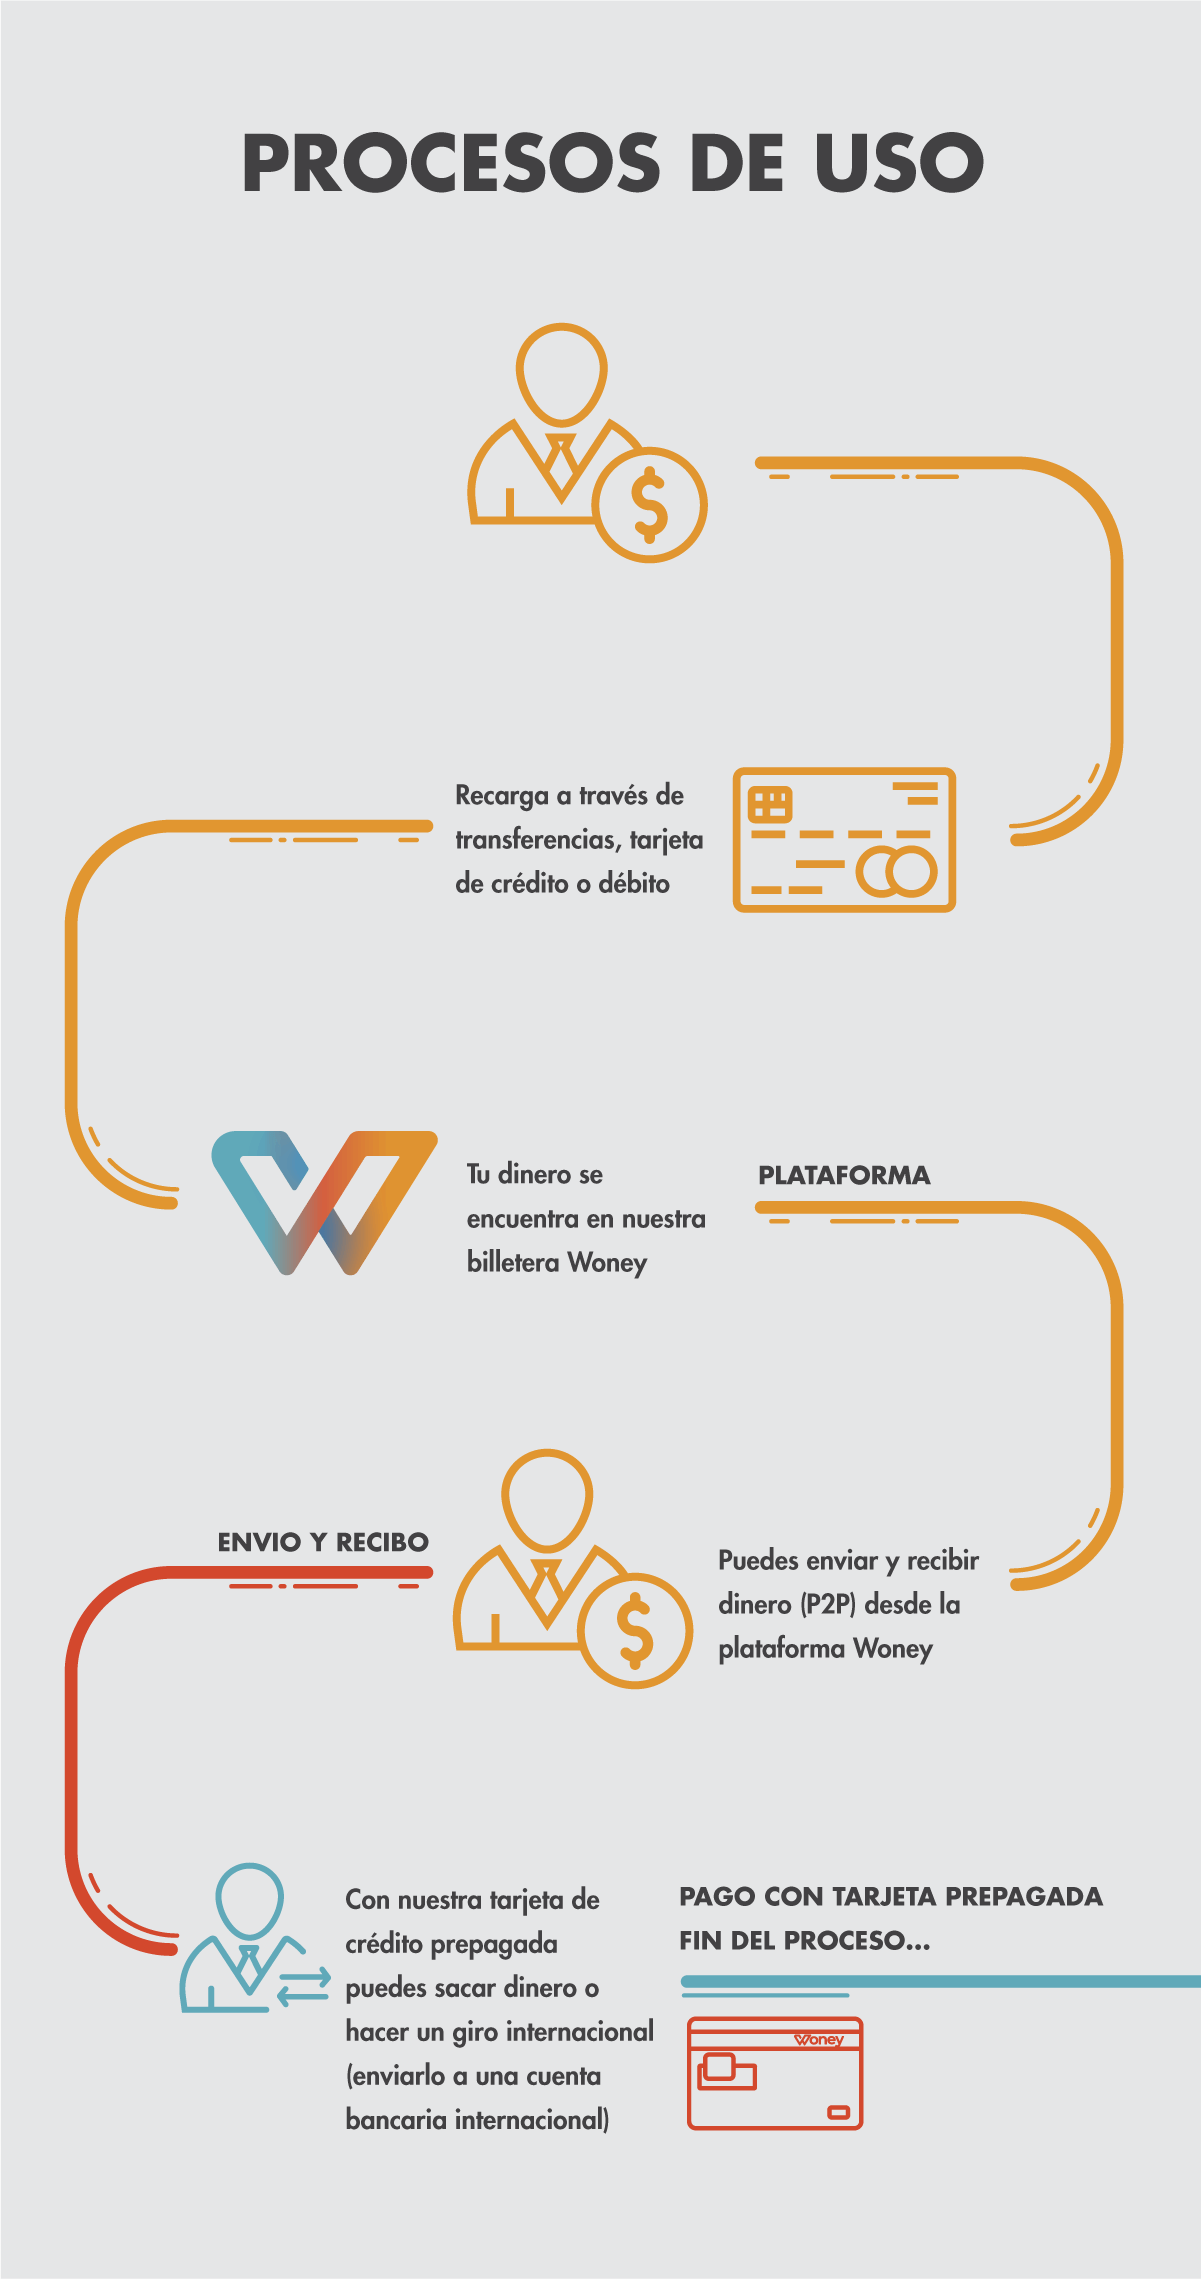 PROCESOS DE USO
Recarga a través de
transferencias, tarjeta
de crédito o débito
Tu dinero se
encuentra en nuestra
billetera Woney
PLATAFORMA
ENVIO Y RECIBO
Puedes enviar y recibir
dinero (P2P) desde la
plataforma Woney
Con nuestra tarjeta de
crédito prepagada
puedes sacar dinero o
hacer un giro internacional
(enviarlo a una cuenta
bancaria internacional)
PAGO CON TARJETA PREPAGADA
FIN DEL PROCESO...
Woney